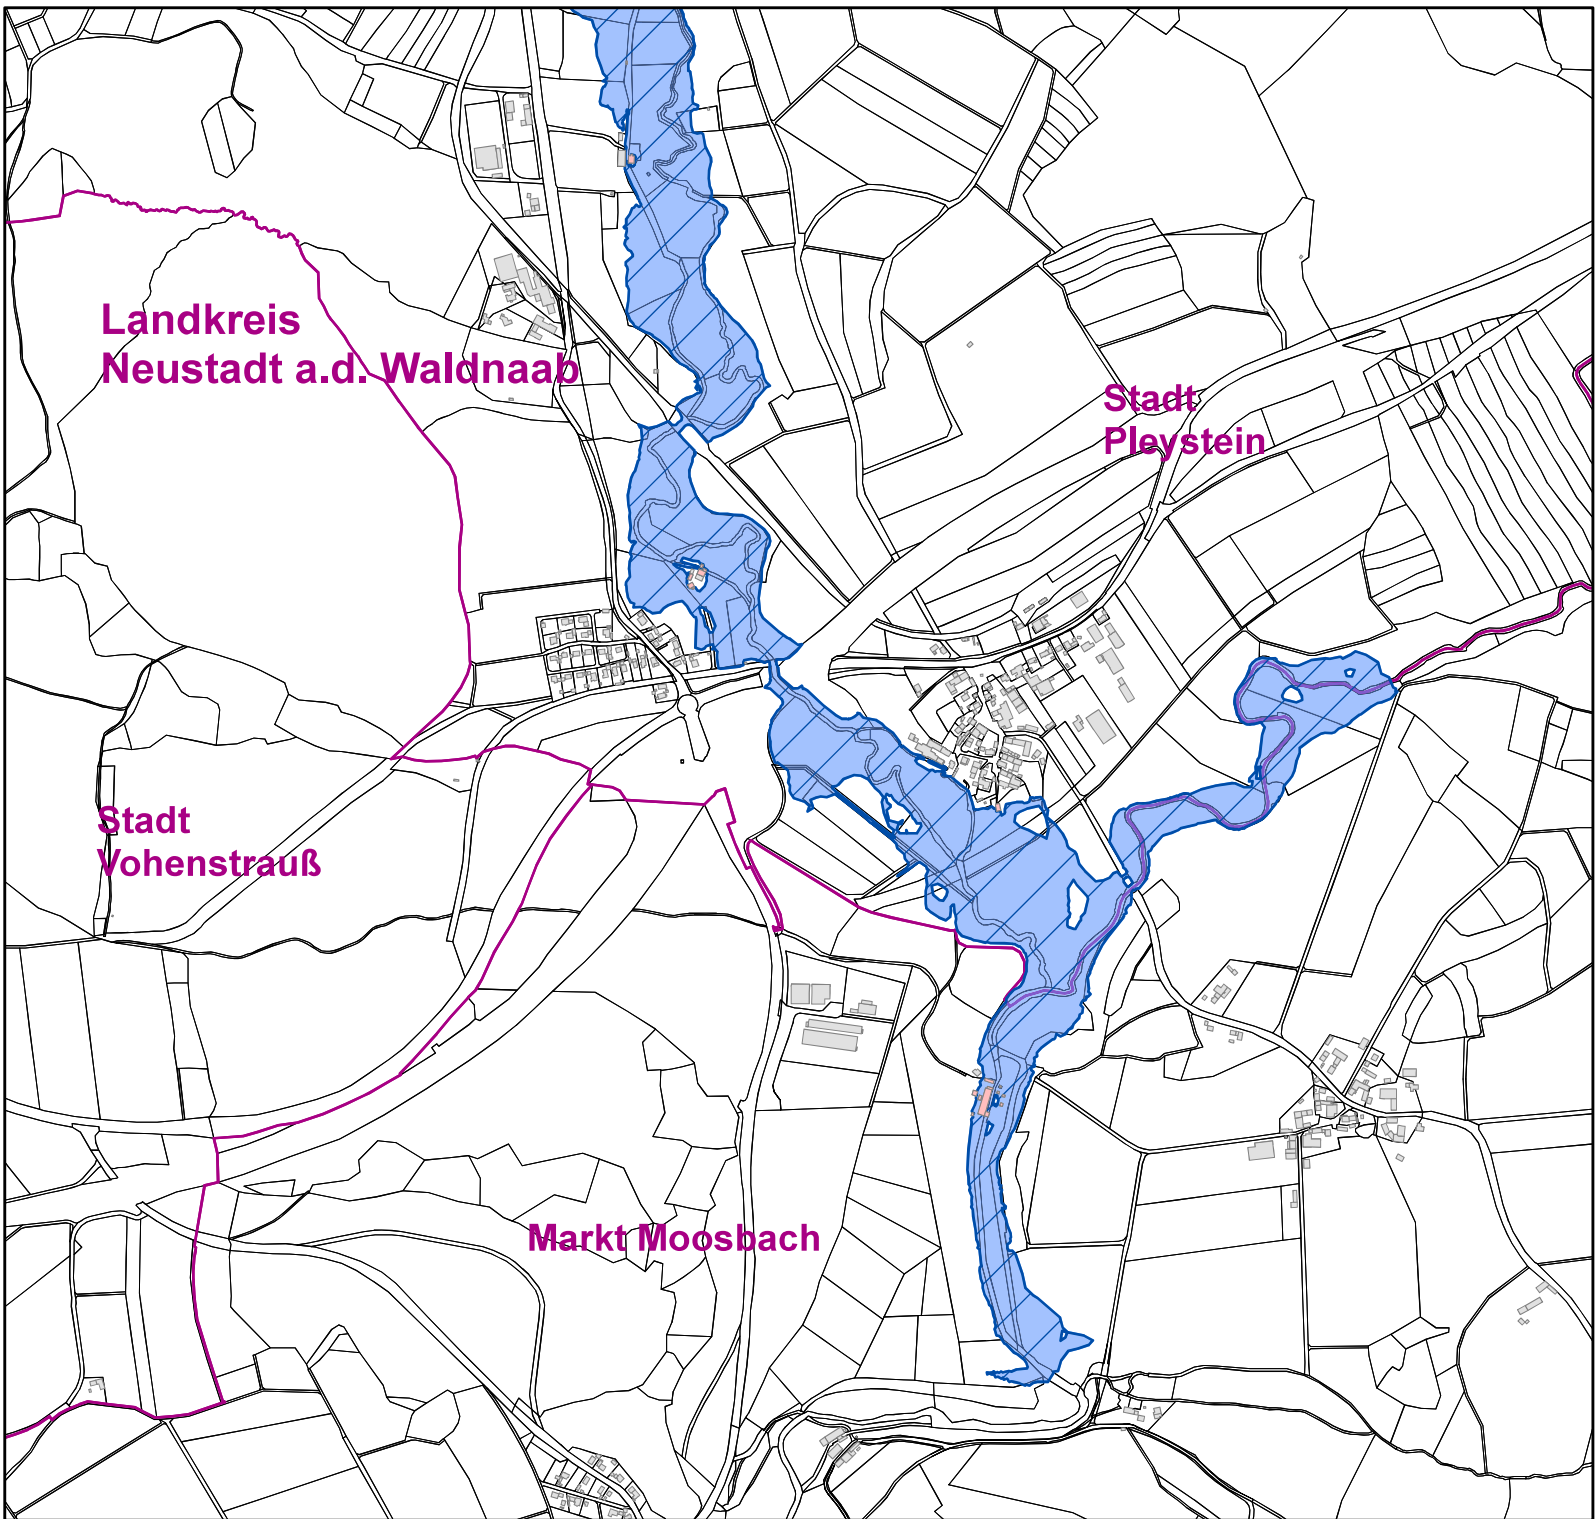 Landkreis
Neustadt a.d. Waldnaab
Stadt
Pleystein
Stadt
Vohenstrauß
Markt Moosbach